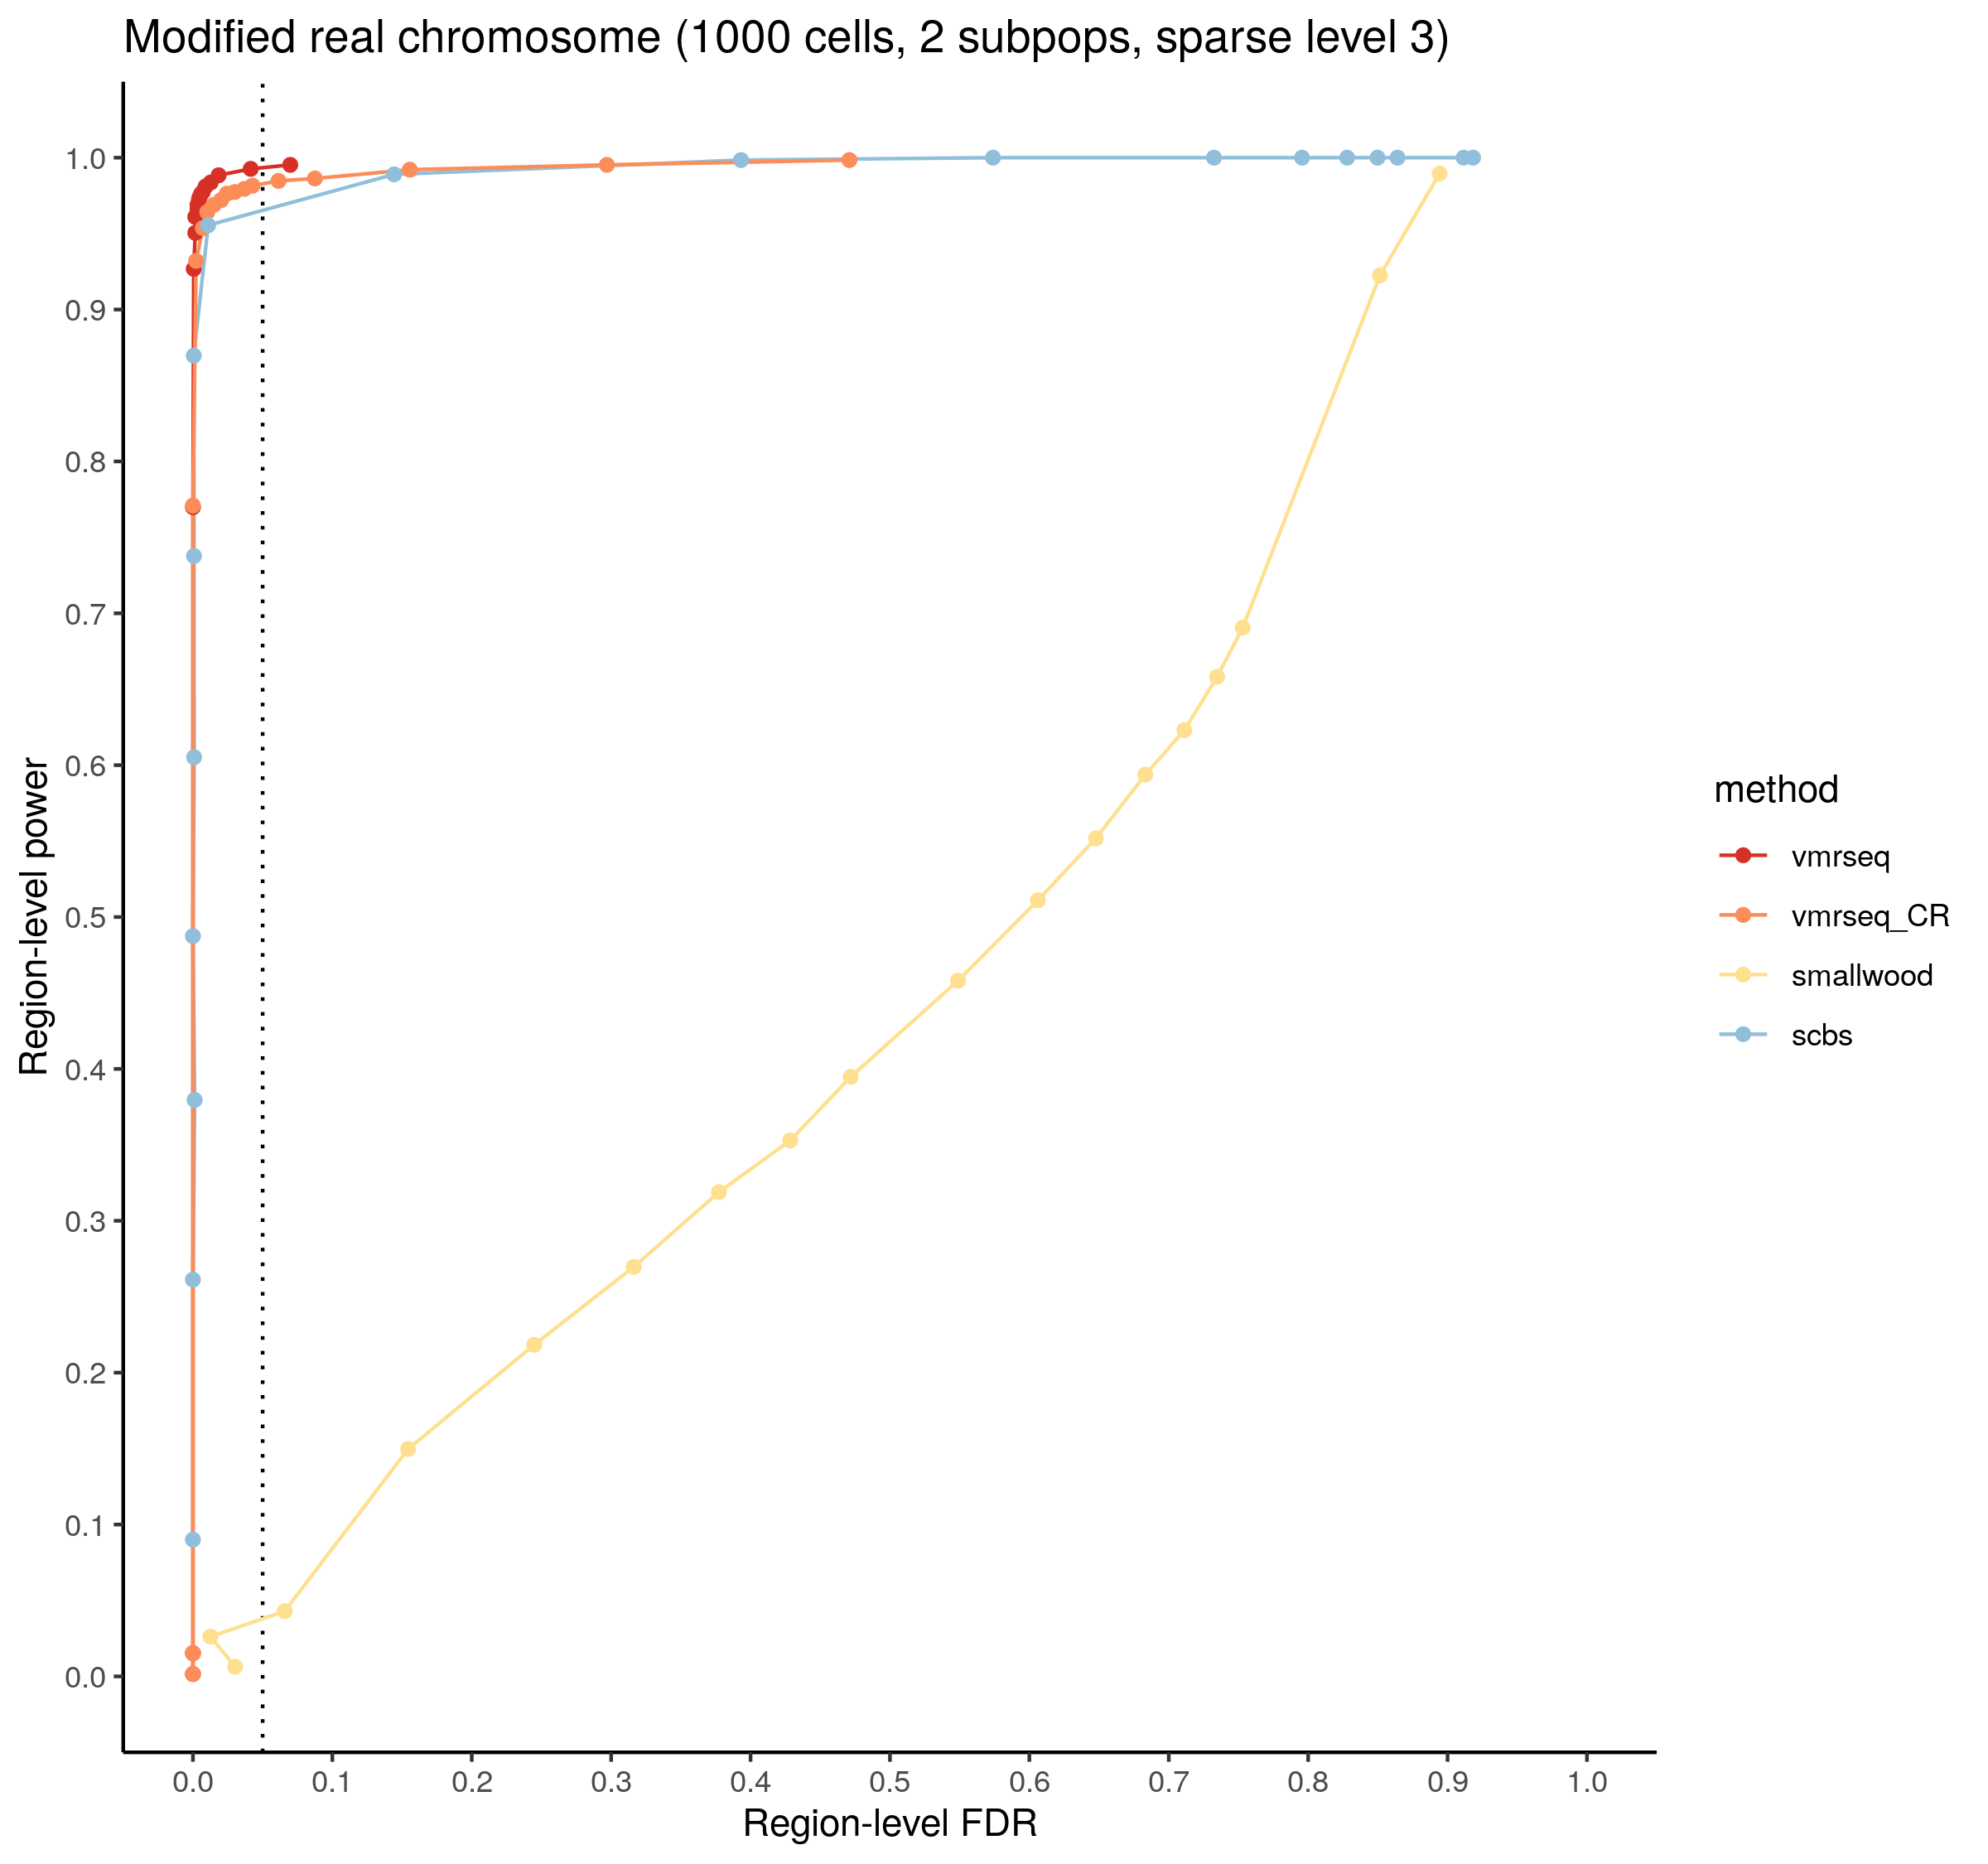 Modified real chromosome (1000 cells, 2 subpops, sparse level 3)
Region-level power
1.0
0.9
0.8
0.7
0.6
0.5
0.4
0.3
0.2
0.1
0.0
0.0 0.1 0.2 0.3 0.4 0.5 0.6 0.7 0.8 0.9 1.0
Region-level FDR
method
vmrseq
vmrseq_CR
smallwood
scbs